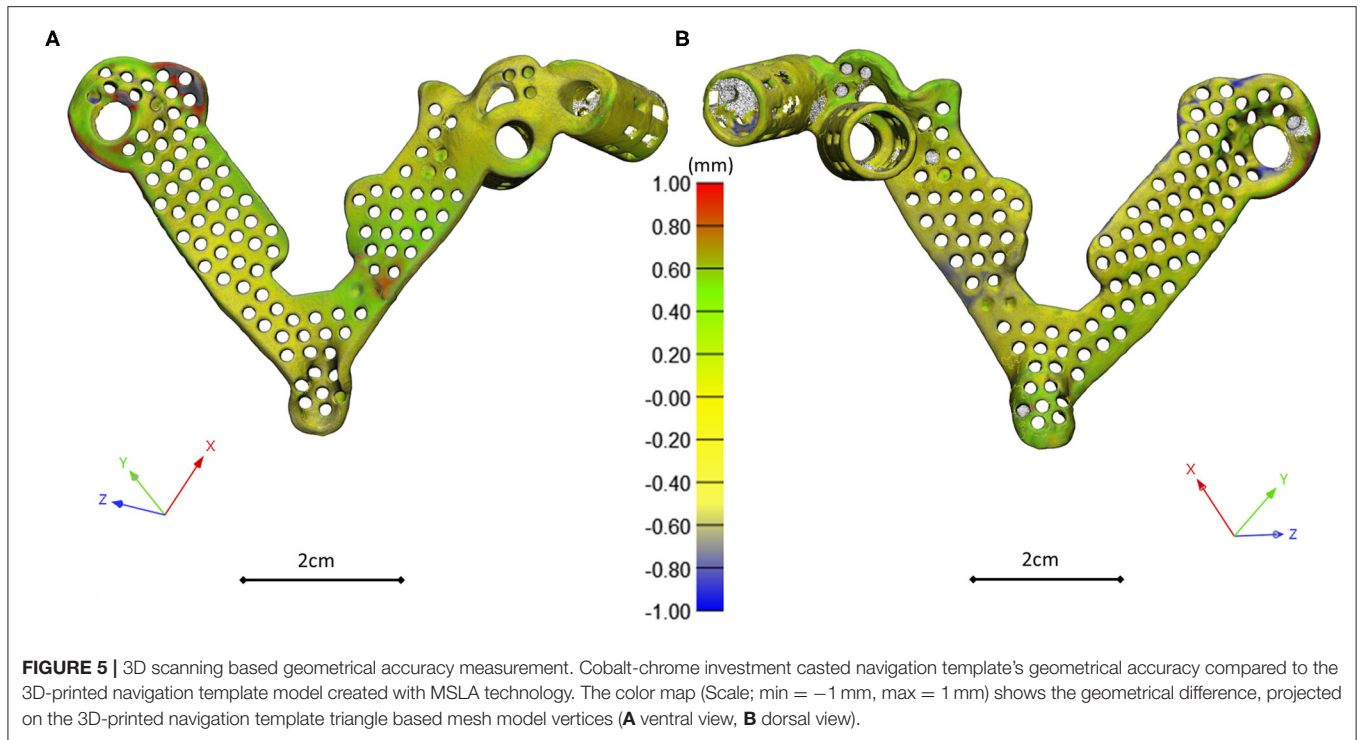 A
B
(mm)
1.00
0.80
0.60
0.40
0.20
-0.00
-0.20
-0.40
-0.60
-0.80
-1.00
X
Y
Z
2cm
X
Y
Z
2cm
FIGURE 5 | 3D scanning based geometrical accuracy measurement. Cobalt-chrome investment casted navigation template's geometrical accuracy compared to the
3D-printed navigation template model created with MSLA technology. The color map (Scale; min = −1 mm, max = 1 mm) shows the geometrical difference, projected
on the 3D-printed navigation template triangle based mesh model vertices (A ventral view, B dorsal view).